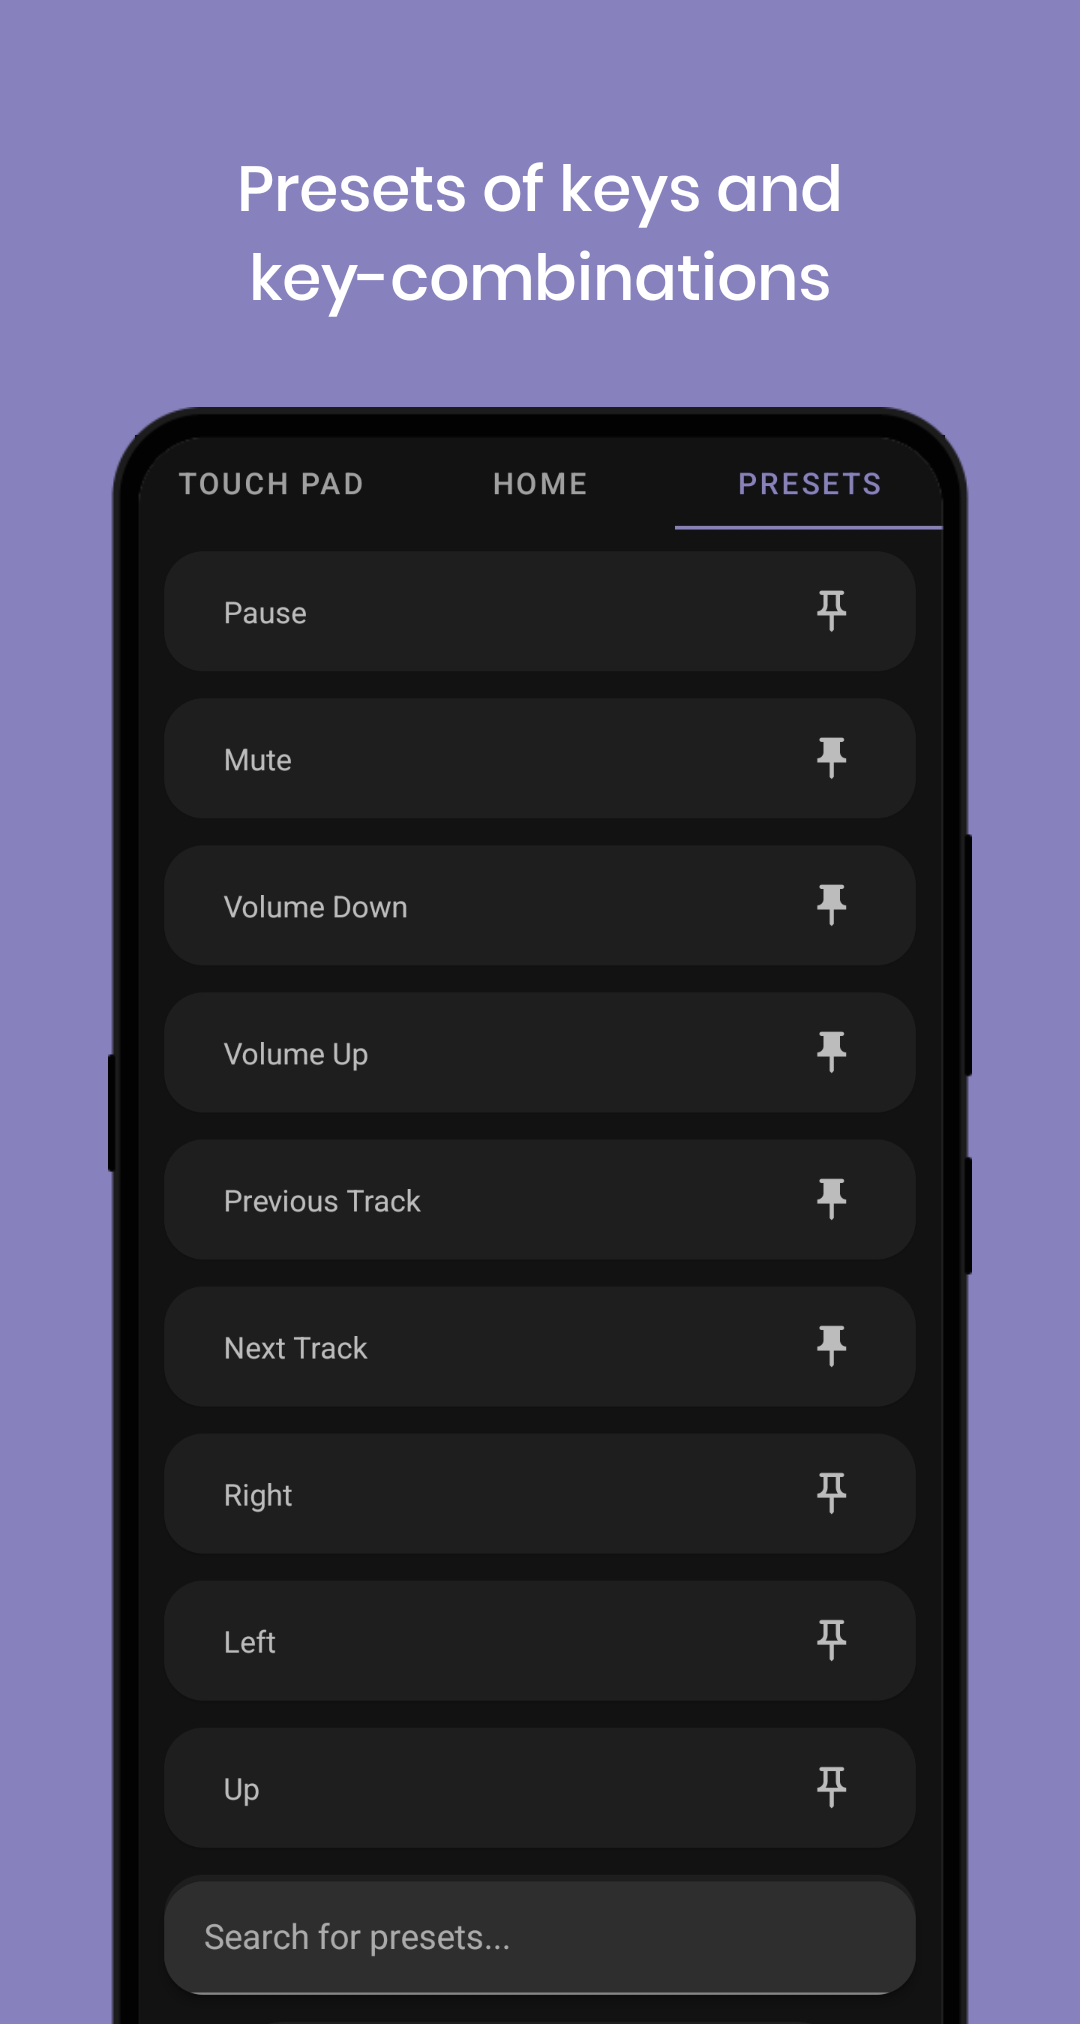 Presets of keys and
key-combinations
TOUCH PAD HOME PRESETS
Pause
Mute
Volume Down
Volume Up
Previous Track
Next Track
Right
Left
Up
Search for presets...